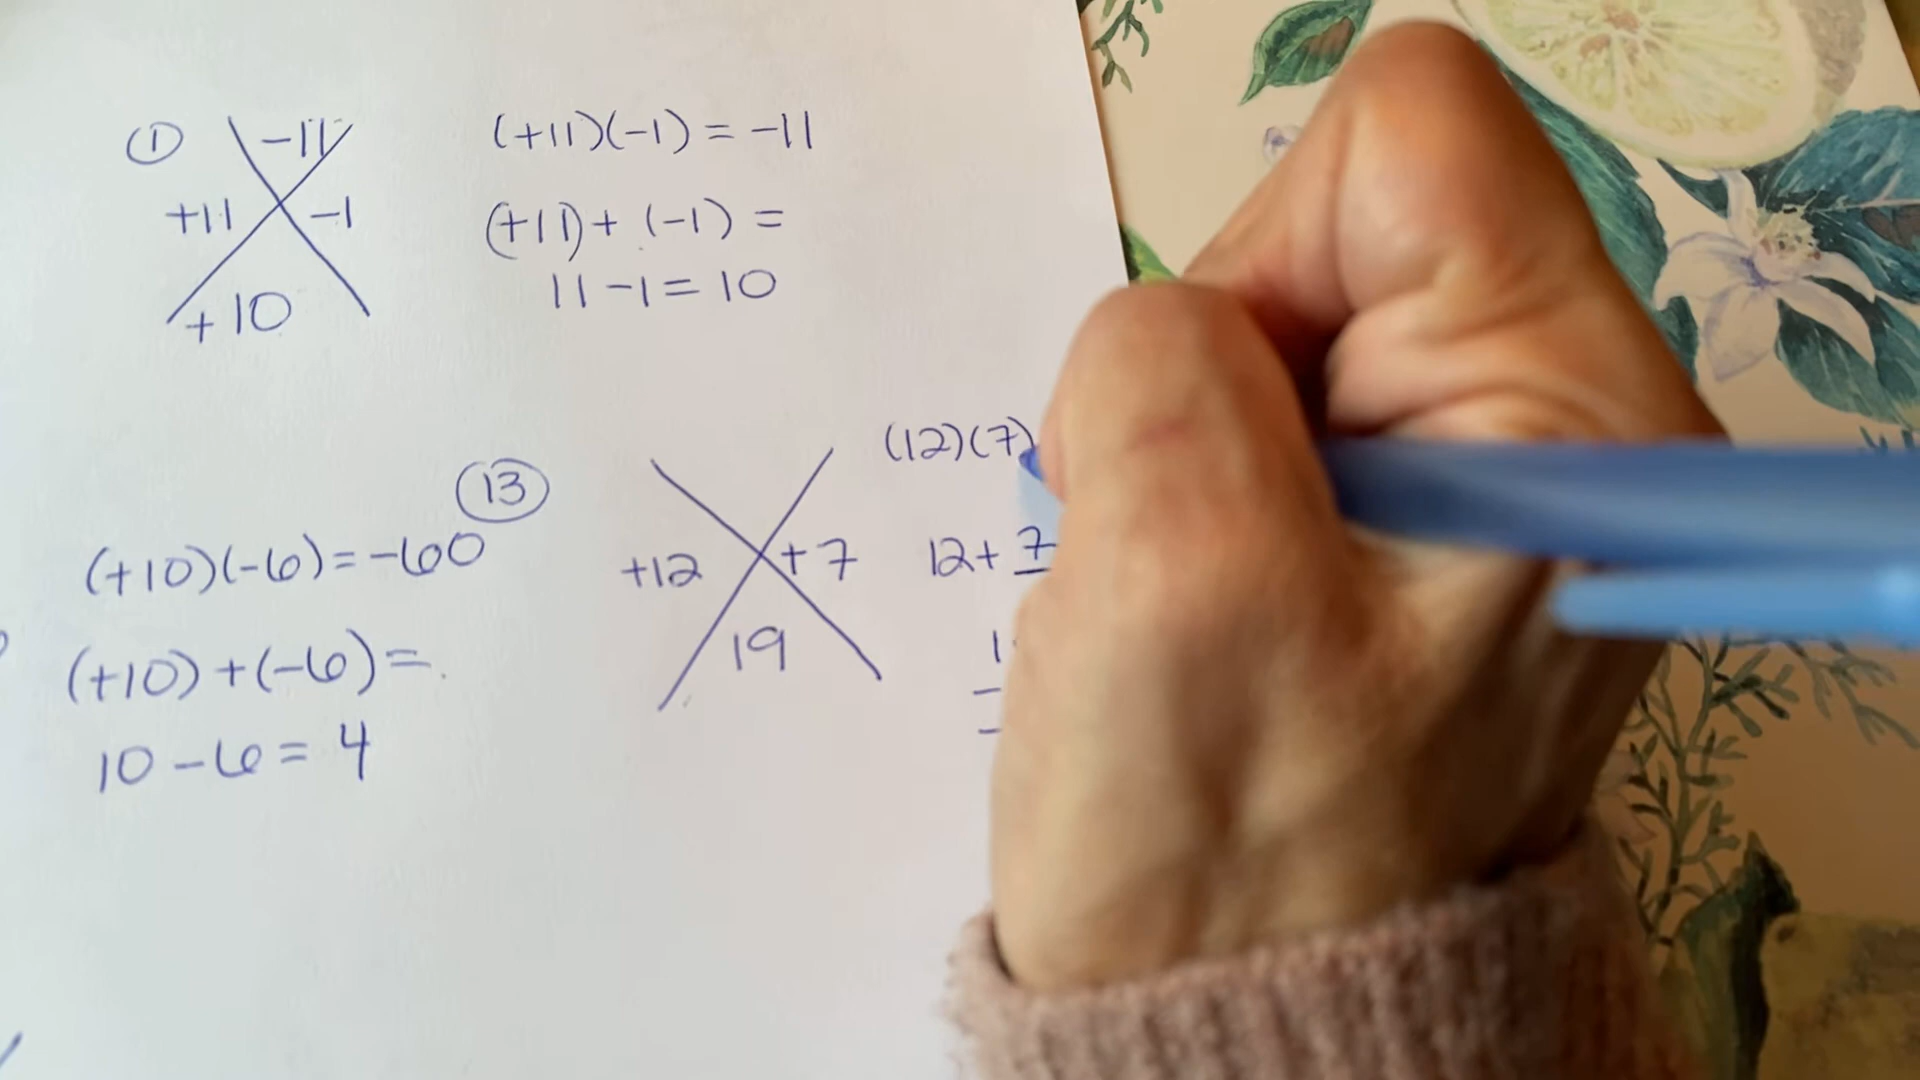 ① -11
+11 -1
+10
(+11)(-1) = -11
(+11) + (-1) =
11 - 1 = 10
(+10)(-6) = -60
(+10) + (-6) =
10 - 6 = 4
⑬
+12 +7
19
(12)(7)
12 + 7